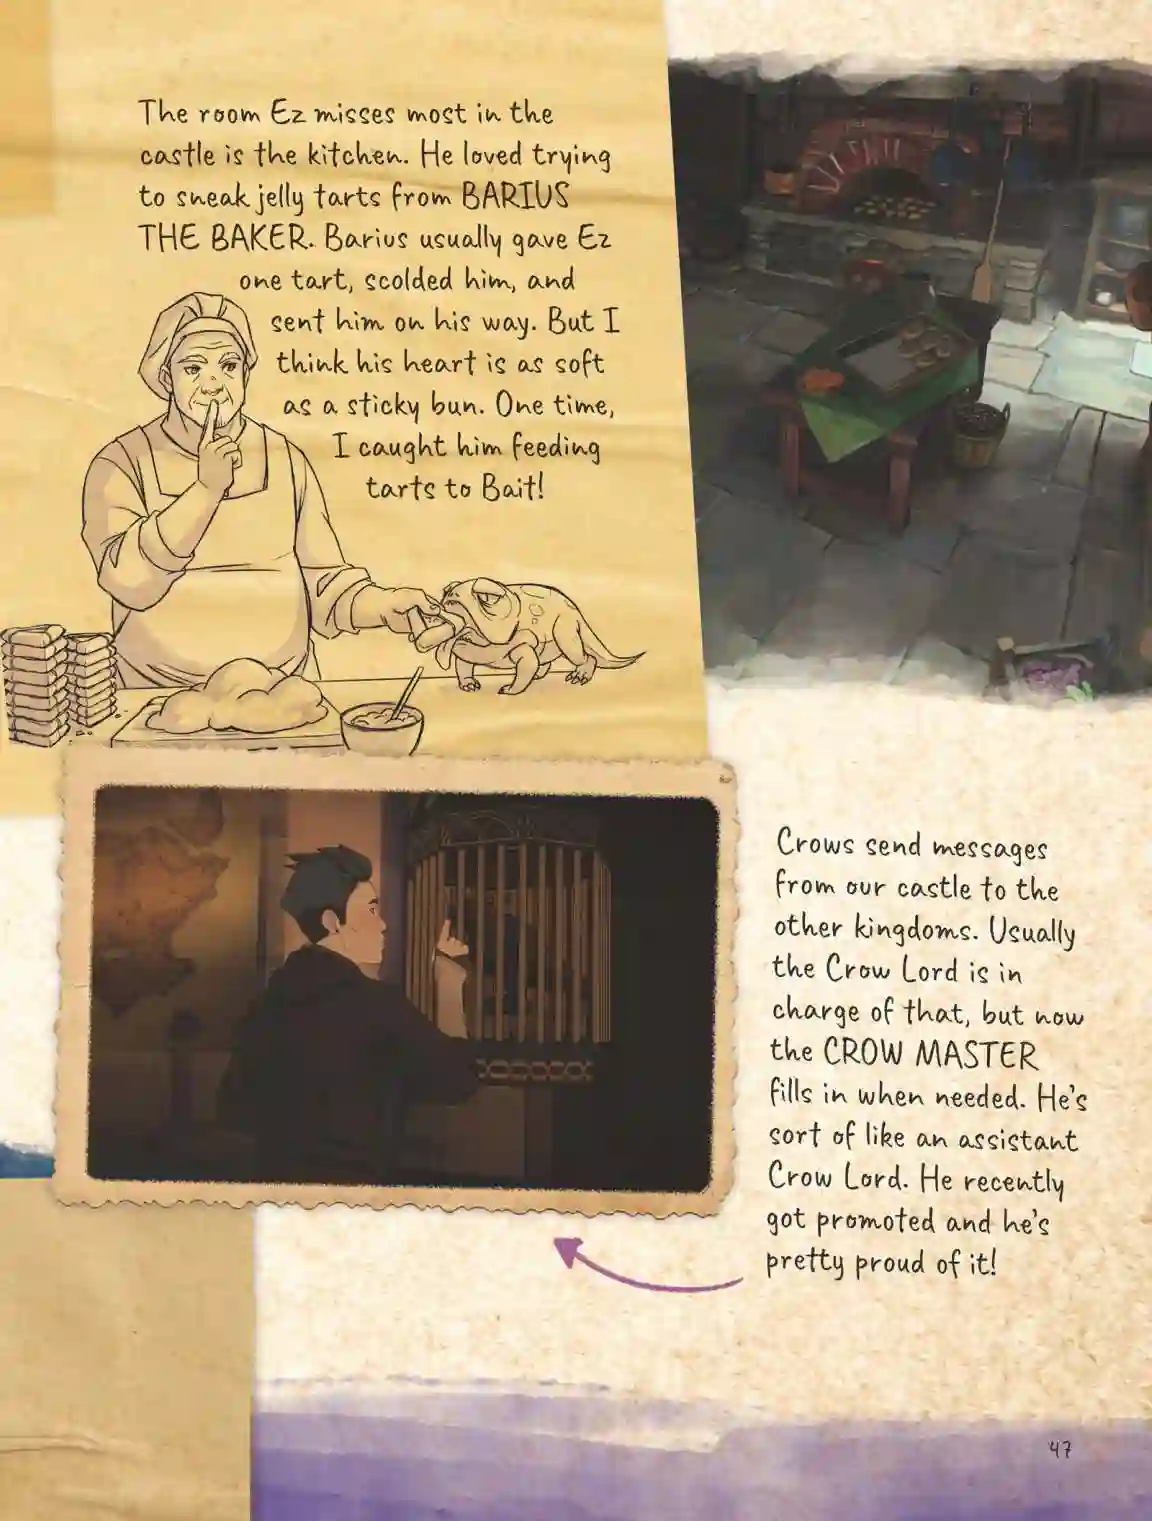 The room Ez misses most in the
castle is the kitchen. He loved trying
to sneak jelly tarts from BARIUS
THE BAKER. Barius usually gave Ez
one tart, scolded him, and
sent him on his way. But I
think his heart is as soft
as a sticky bun. One time,
I caught him feeding
tarts to Bait!
Crows send messages
from our castle to the
other kingdoms. Usually
the Crow Lord is in
charge of that, but now
the CROW MASTER
fills in when needed. He's
sort of like an assistant
Crow Lord. He recently
got promoted and he's
pretty proud of it!
47